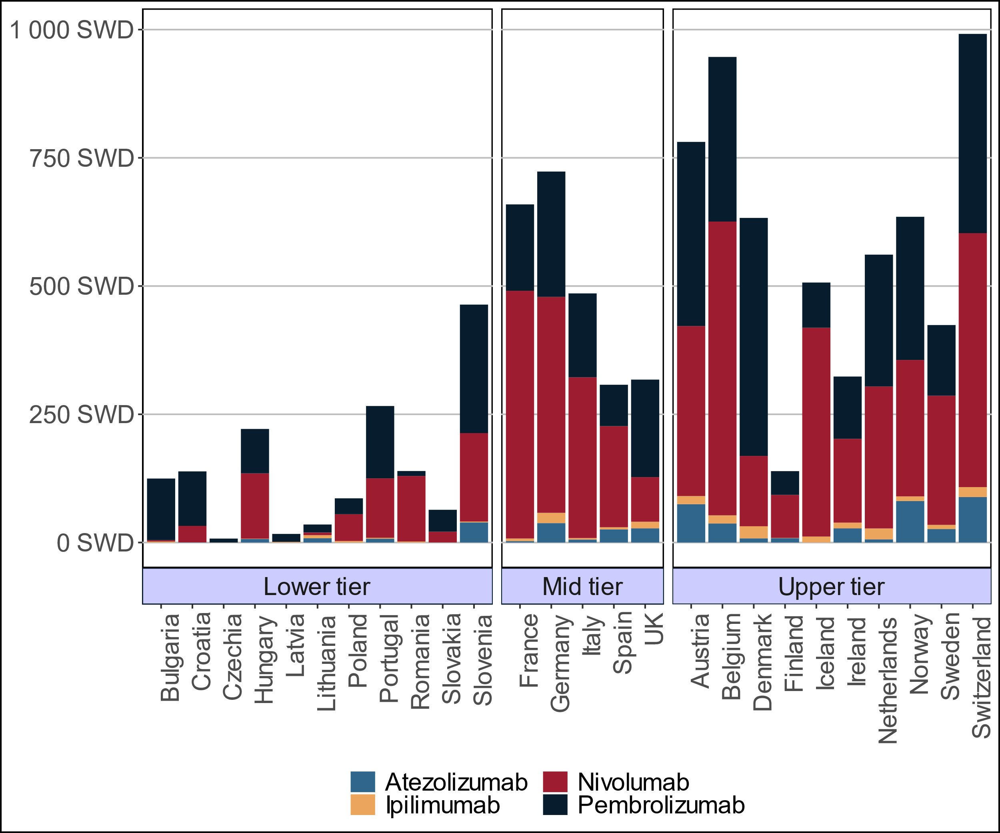 1 000 SWD
750 SWD
500 SWD
250 SWD
0 SWD
Lower tier
Mid tier
Upper tier
Bulgaria
Croatia
Czechia
Hungary
Latvia
Lithuania
Poland
Portugal
Romania
Slovakia
Slovenia
France
Germany
Italy
Spain
UK
Austria
Belgium
Denmark
Finland
Iceland
Ireland
Netherlands
Norway
Sweden
Switzerland
Atezolizumab
Nivolumab
Ipilimumab
Pembrolizumab